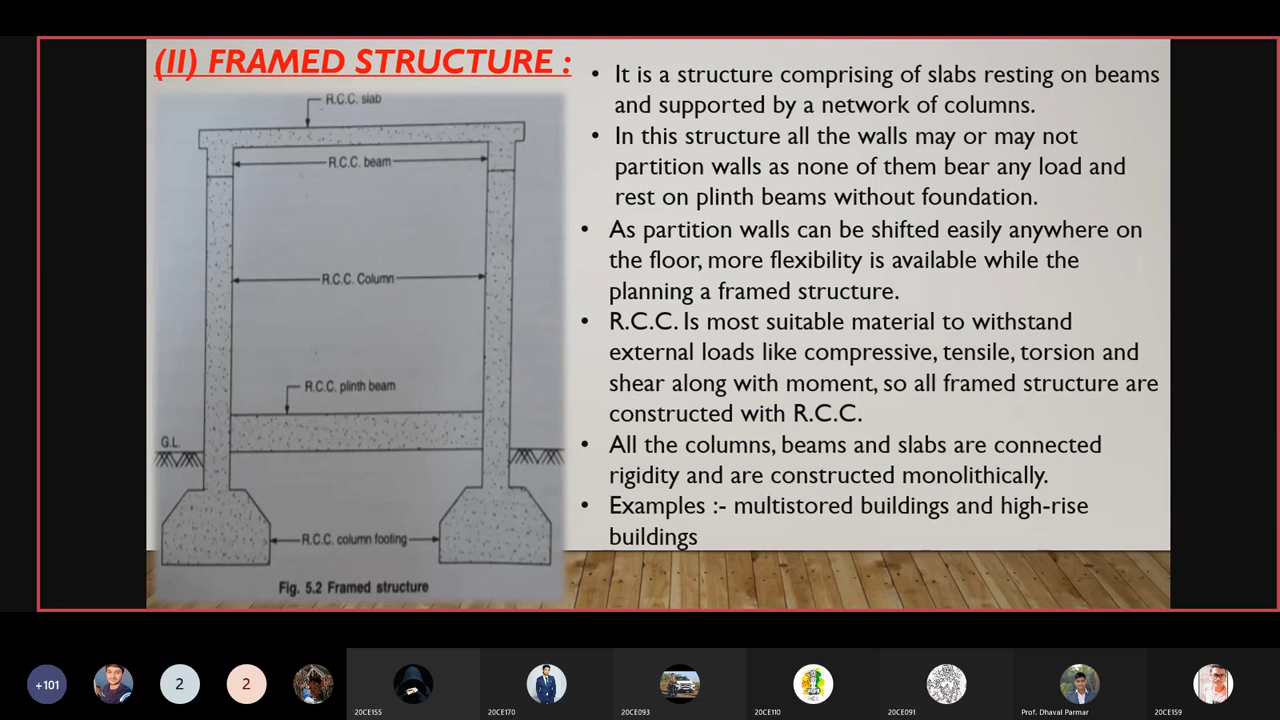 (II) FRAMED STRUCTURE :
R.C.C. slab
R.C.C. beam
R.C.C. Column
R.C.C. plinth beam
G.L.
R.C.C. column footing
Fig. 5.2 Framed structure
• It is a structure comprising of slabs resting on beams
and supported by a network of columns.
• In this structure all the walls may or may not
partition walls as none of them bear any load and
rest on plinth beams without foundation.
• As partition walls can be shifted easily anywhere on
the floor, more flexibility is available while the
planning a framed structure.
• R.C.C. Is most suitable material to withstand
external loads like compressive, tensile, torsion and
shear along with moment, so all framed structure are
constructed with R.C.C.
• All the columns, beams and slabs are connected
rigidity and are constructed monolithically.
• Examples :- multistored buildings and high-rise
buildings
+101
2
2
20CE155
20CE170
20CE093
20CE110
20CE091
Prof. Dhaval Parmar
20CE159